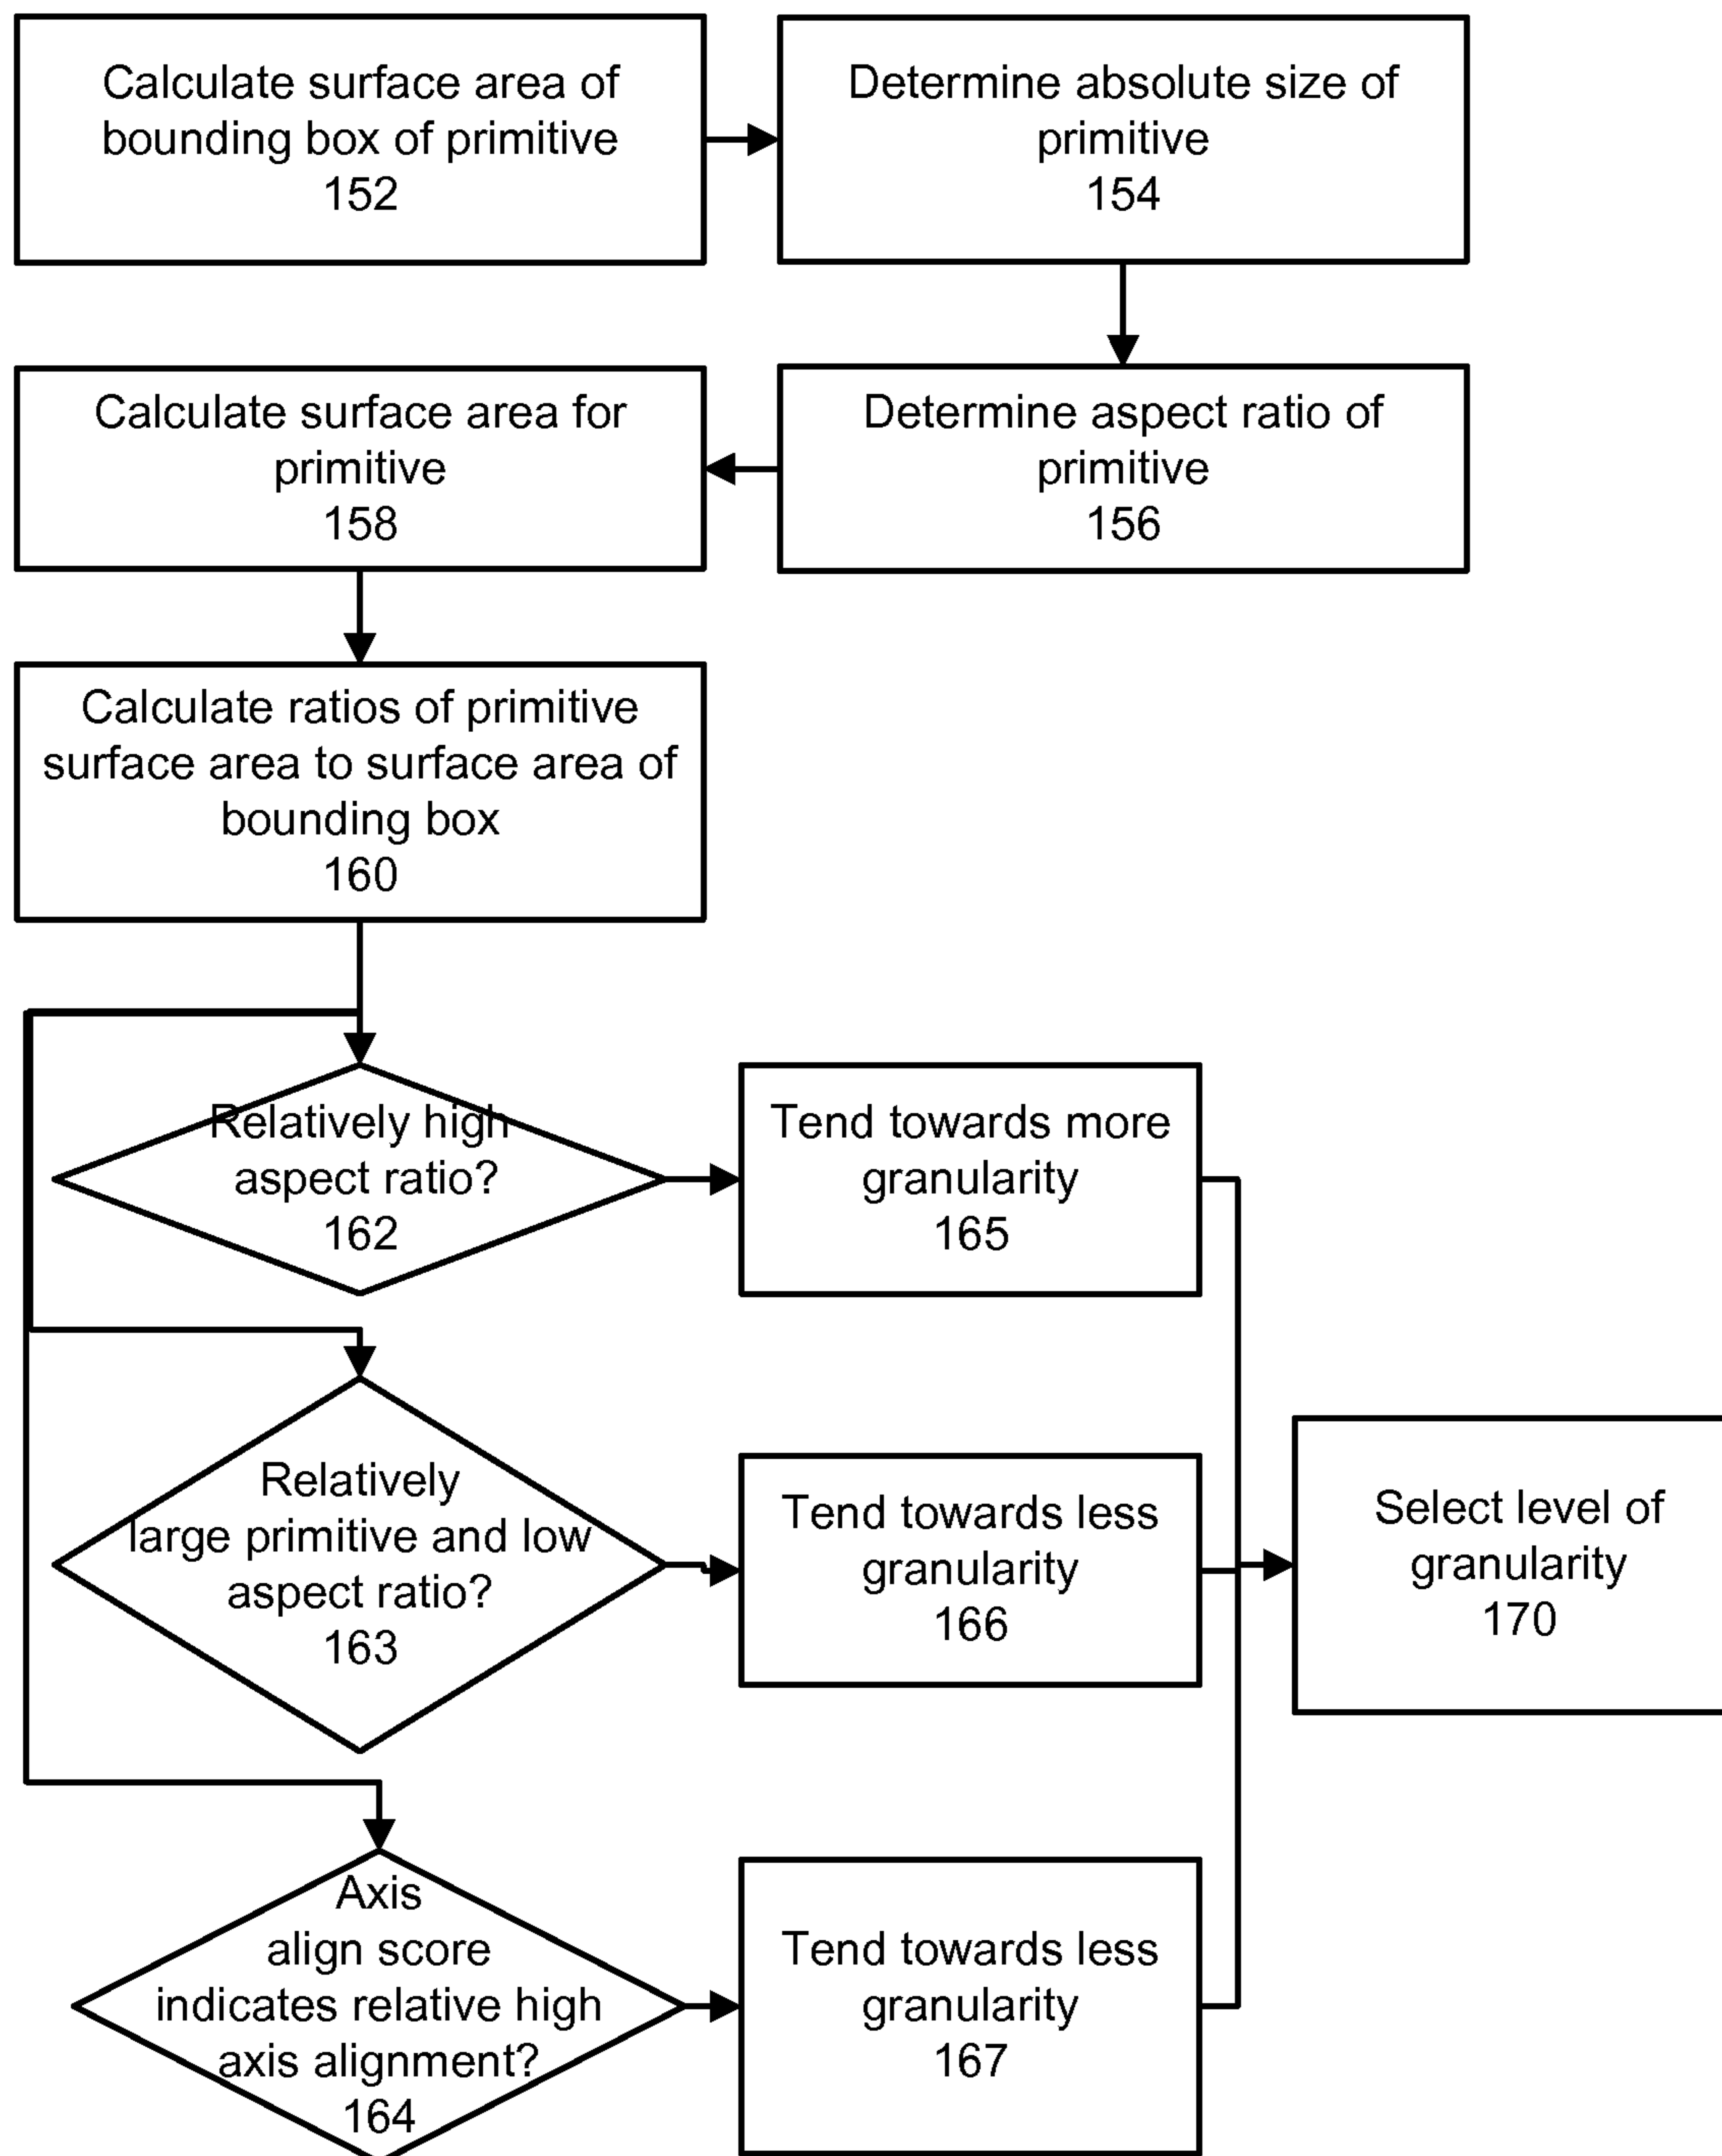 Calculate surface area of
bounding box of primitive
152
Determine absolute size of
primitive
154
Calculate surface area for
primitive
158
Determine aspect ratio of
primitive
156
Calculate ratios of primitive
surface area to surface area of
bounding box
160
Relatively high
aspect ratio?
162
Tend towards more
granularity
165
Relatively
large primitive and low
aspect ratio?
163
Tend towards less
granularity
166
Select level of
granularity
170
Axis
align score
indicates relative high
axis alignment?
164
Tend towards less
granularity
167